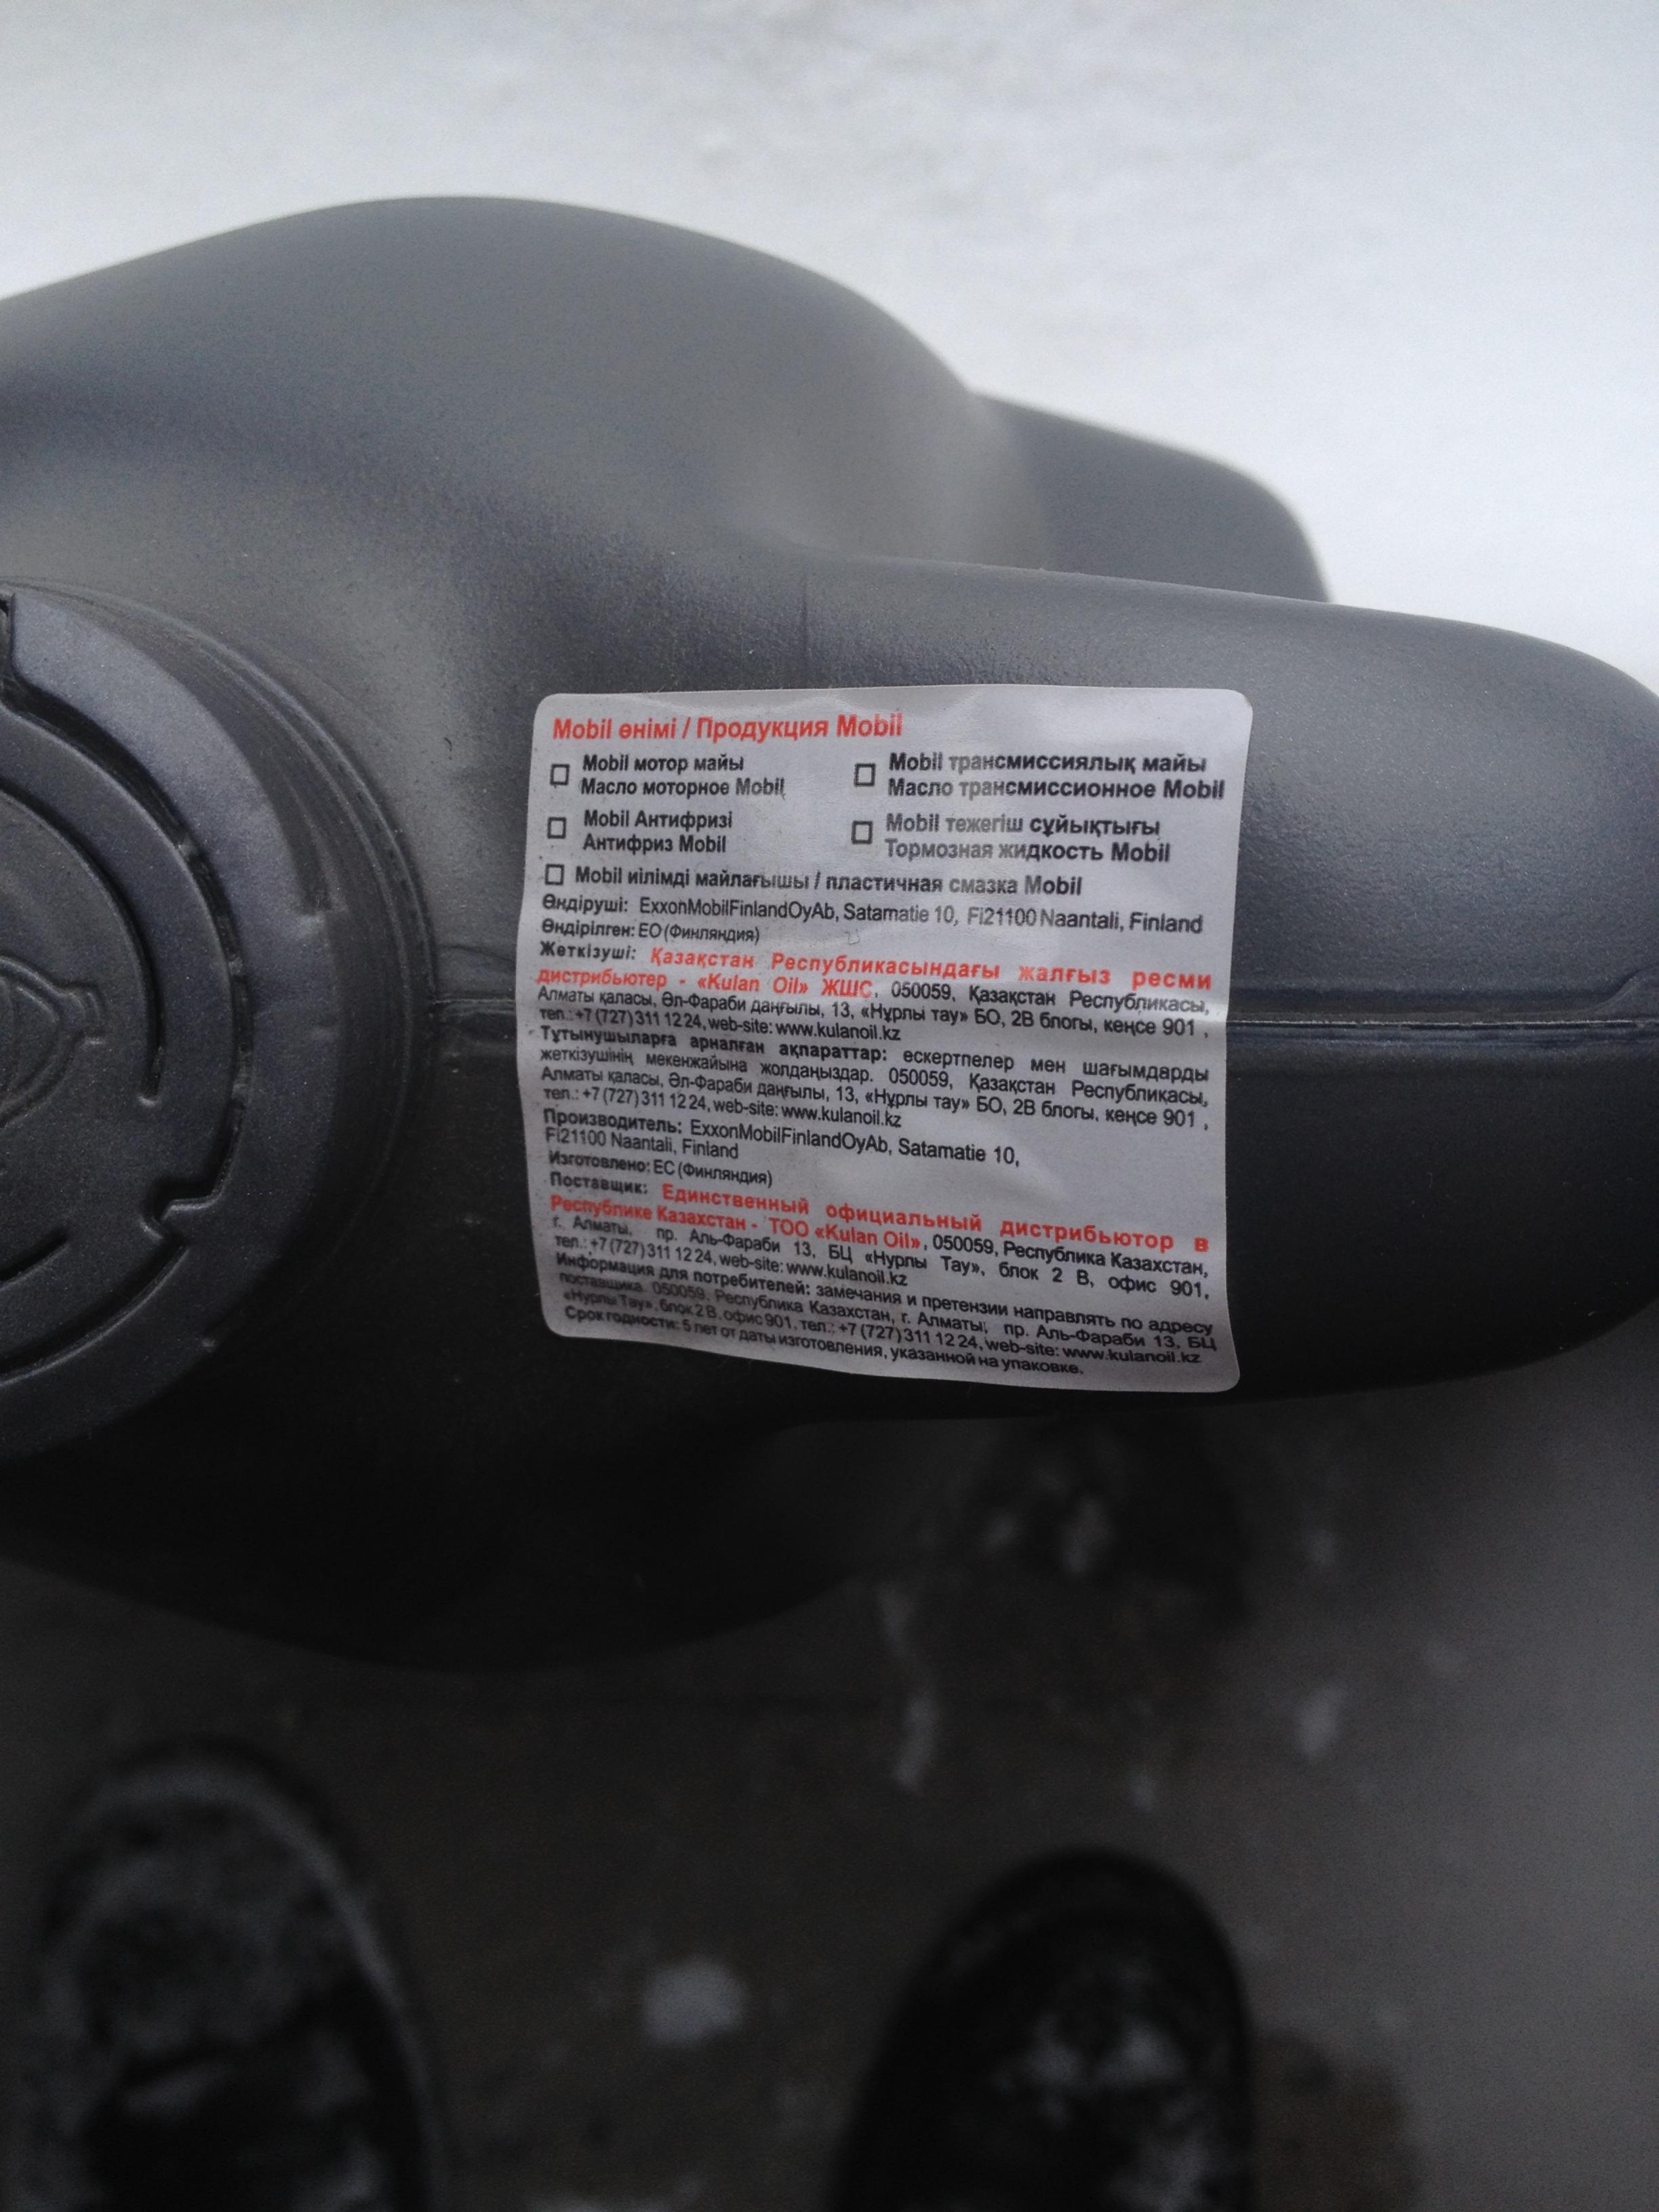 Mobil өнімі / Продукция Mobil
Mobil мотор майы
Масло моторное Mobil
Mobil трансмиссиялық майы
Масло трансмиссионное Mobil
Mobil Антифризі
Антифриз Mobil
Mobil тежегіш сұйықтығы
Тормозная жидкость Mobil
Mobil иілімді майлағышы / пластичная смазка Mobil
Өндіруші: ExxonMobilFinlandOyAb, Satamatie 10, Fi21100 Naantali, Finland
Өндірілген: ЕО (Финляндия)
Жеткізуші: Қазақстан Республикасындағы жалғыз ресми
дистрибьютер - «Kulan Oil» ЖШС, 050059, Қазақстан Республикасы,
Алматы қаласы, Әл-Фараби даңғылы, 13, «Нұрлы тау» БО, 2В блогы, кеңсе 901 ,
тел.:+7 (727) 311 12 24, web-site: www.kulanoil.kz
Тұтынушыларға арналған ақпараттар: ескертпелер мен шағымдарды
жеткізушінің мекенжайына жолдаңыздар. 050059, Қазақстан Республикасы,
Алматы қаласы, Әл-Фараби даңғылы, 13, «Нұрлы тау» БО, 2В блогы, кеңсе 901 ,
тел.: +7 (727) 311 12 24, web-site: www.kulanoil.kz
Производитель: ExxonMobilFinlandOyAb, Satamatie 10,
Fi21100 Naantali, Finland
Изготовлено: ЕС (Финляндия)
Поставщик: Единственный официальный дистрибьютор в
Республике Казахстан - ТОО «Kulan Oil», 050059, Республика Казахстан,
г. Алматы, пр. Аль-Фараби 13, БЦ «Нурлы Тау», блок 2 В, офис 901,
тел.: +7 (727) 311 12 24, web-site: www.kulanoil.kz
Информация для потребителей: замечания и претензии направлять по адресу
поставщика. 050059, Республика Казахстан, г. Алматы, пр. Аль-Фараби 13, БЦ
«Нурлы Тау», блок 2 В, офис 901, тел.: +7 (727) 311 12 24, web-site: www.kulanoil.kz
Срок годности: 5 лет от даты изготовления, указанной на упаковке.